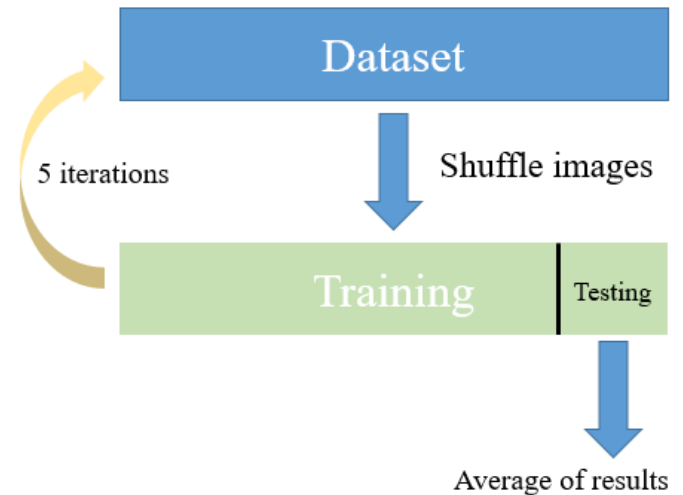 Dataset
Shuffle images
5 iterations
Training
Testing
Average of results